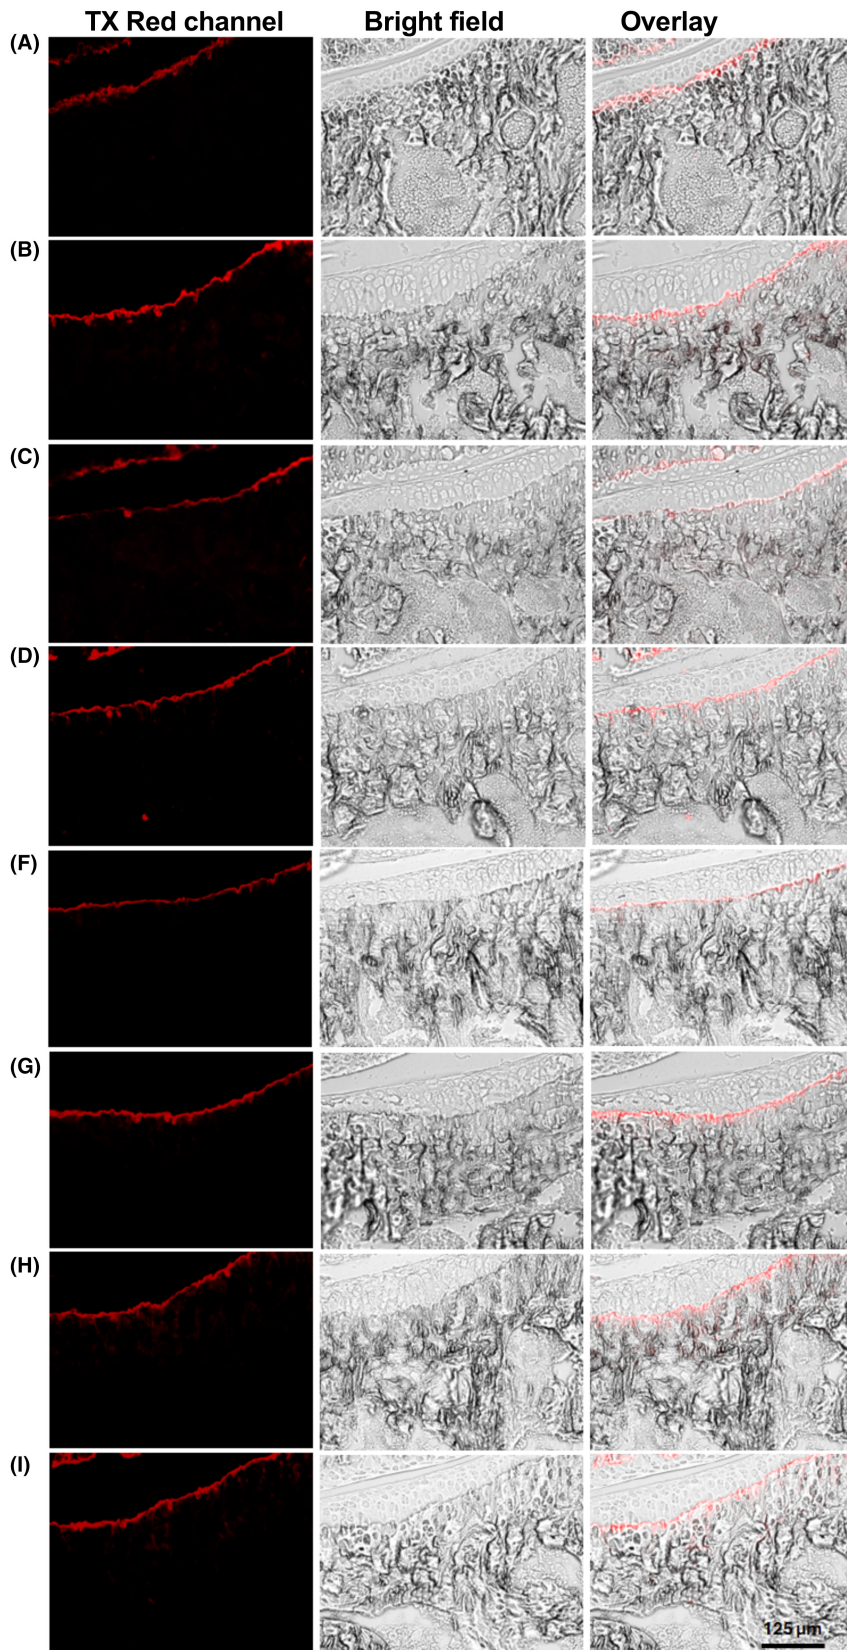 TX Red channel Bright field Overlay
(A)
(B)
(C)
(D)
(F)
(G)
(H)
(I)
125 µm